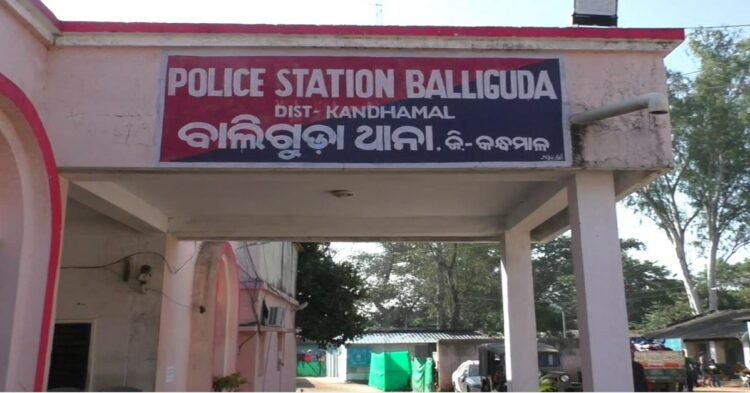 POLICE STATION BALLIGUDA
DIST- KANDHAMAL
ବାଲିଗୁଡ଼ା ଥାନା. ଜି.- କନ୍ଧମାଳ